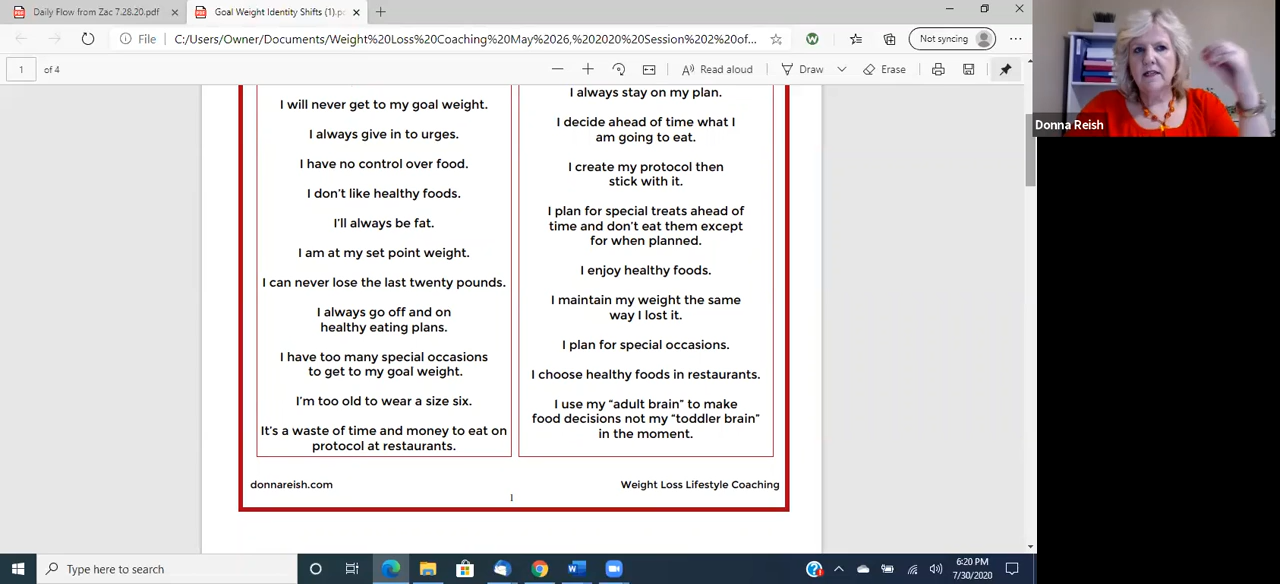 Daily Flow from Zac 7.28.20.pdf
Goal Weight Identity Shifts (1).p
File
C:/Users/Owner/Documents/Weight%20Loss%20Coaching%20May%2026,%202020%20Session%202%20of...
Not syncing
1
of 4
Read aloud
Draw
Erase
I will never get to my goal weight.
I always give in to urges.
I have no control over food.
I don't like healthy foods.
I'll always be fat.
I am at my set point weight.
I can never lose the last twenty pounds.
I always go off and on
healthy eating plans.
I have too many special occasions
to get to my goal weight.
I'm too old to wear a size six.
It's a waste of time and money to eat on
protocol at restaurants.
I always stay on my plan.
I decide ahead of time what I
am going to eat.
I create my protocol then
stick with it.
I plan for special treats ahead of
time and don't eat them except
for when planned.
I enjoy healthy foods.
I maintain my weight the same
way I lost it.
I plan for special occasions.
I choose healthy foods in restaurants.
I use my “adult brain” to make
food decisions not my “toddler brain”
in the moment.
donnareish.com
1
Weight Loss Lifestyle Coaching
Donna Reish
Type here to search
6:20 PM
7/30/2020